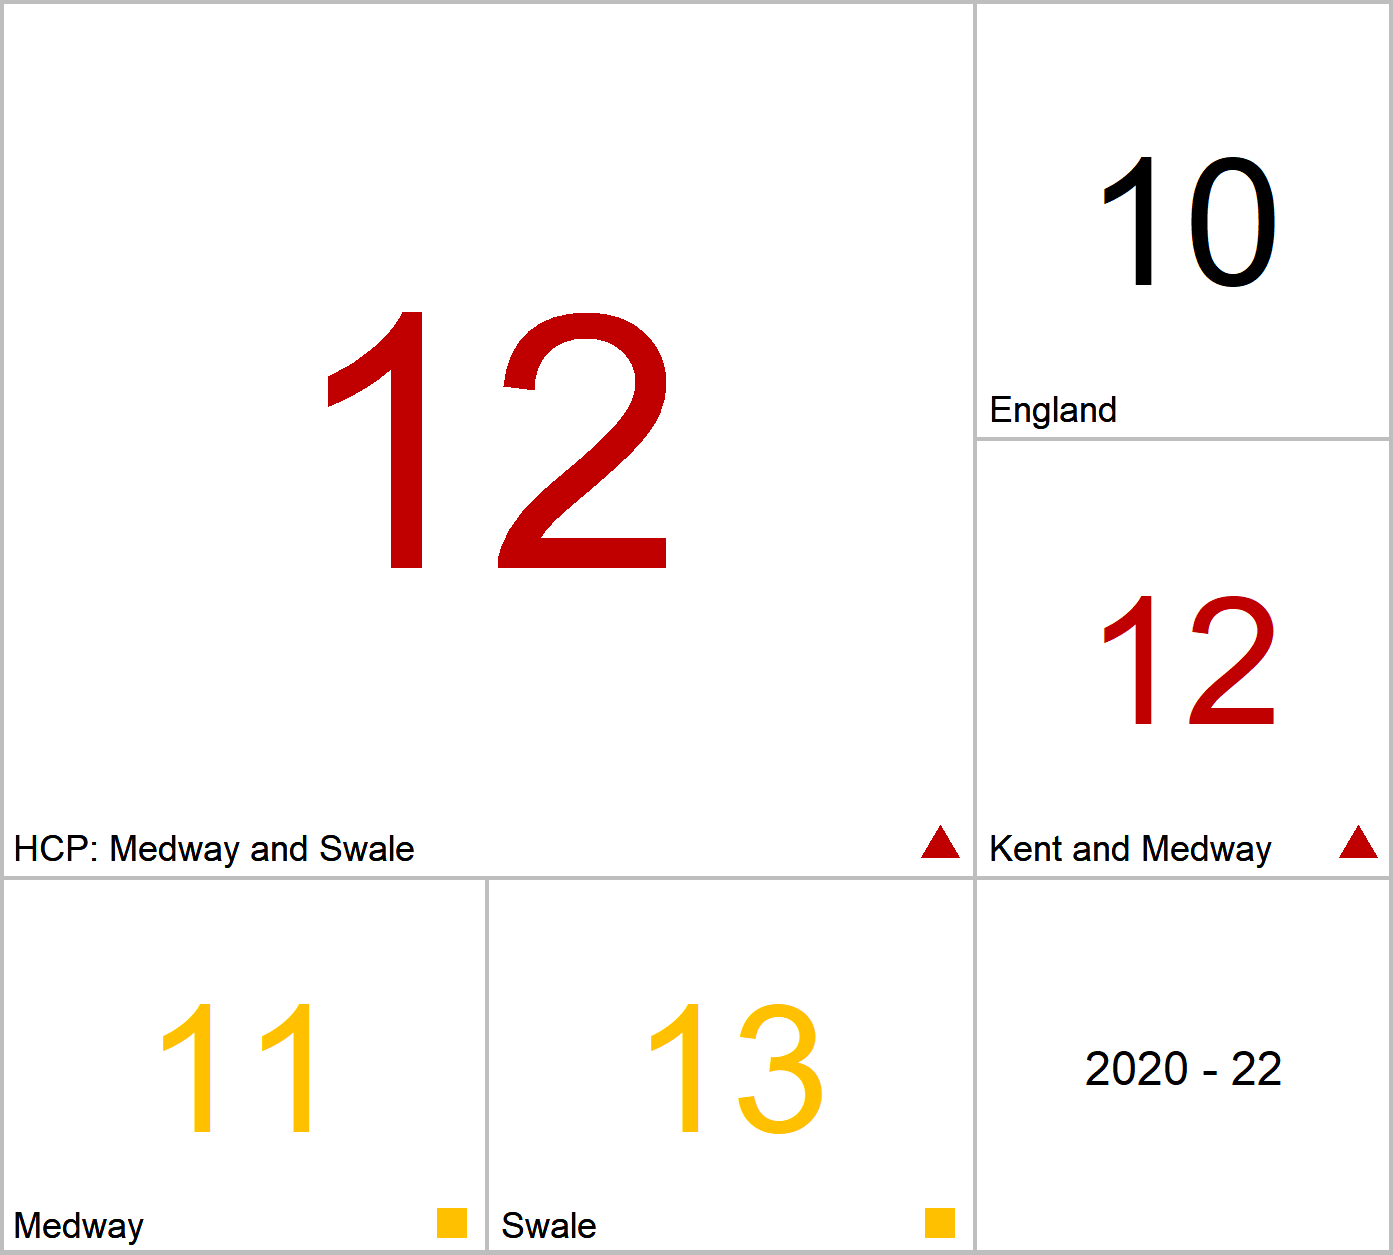 12
HCP: Medway and Swale
10
England
12
Kent and Medway
11
Medway
13
Swale
2020 - 22